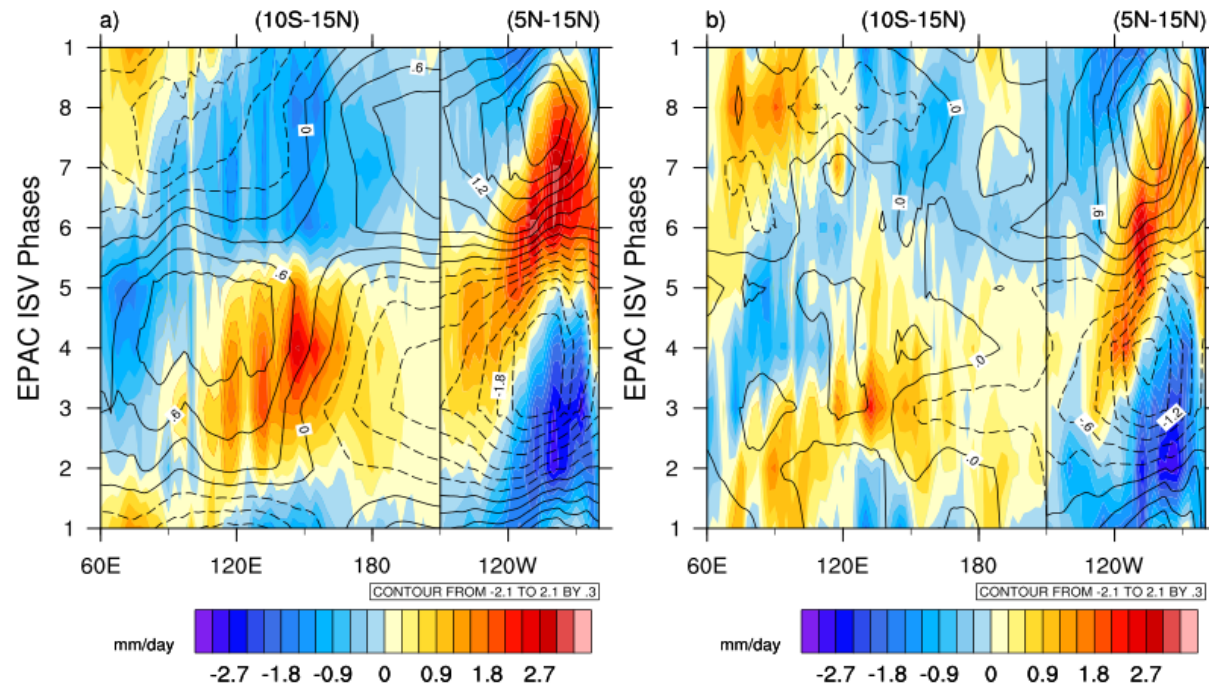 a) (10S-15N) (5N-15N)
b) (10S-15N) (5N-15N)
EPAC ISV Phases
1
8
7
6
5
4
3
2
1
.6
0
1.2
.6
-1.8
.6
0
60E 120E 180 120W
CONTOUR FROM -2.1 TO 2.1 BY .3
mm/day
-2.7 -1.8 -0.9 0 0.9 1.8 2.7
EPAC ISV Phases
1
8
7
6
5
4
3
2
1
.0
.0
.6
.0
-.6
-1.2
-.0
60E 120E 180 120W
CONTOUR FROM -2.1 TO 2.1 BY .3
mm/day
-2.7 -1.8 -0.9 0 0.9 1.8 2.7